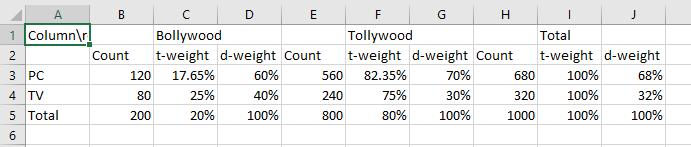 A B C D E F G H I J
1 Column\r Bollywood Tollywood Total
2 Count t-weight d-weight Count t-weight d-weight Count t-weight d-weight
3 PC 120 17.65% 60% 560 82.35% 70% 680 100% 68%
4 TV 80 25% 40% 240 75% 30% 320 100% 32%
5 Total 200 20% 100% 800 80% 100% 1000 100% 100%
6